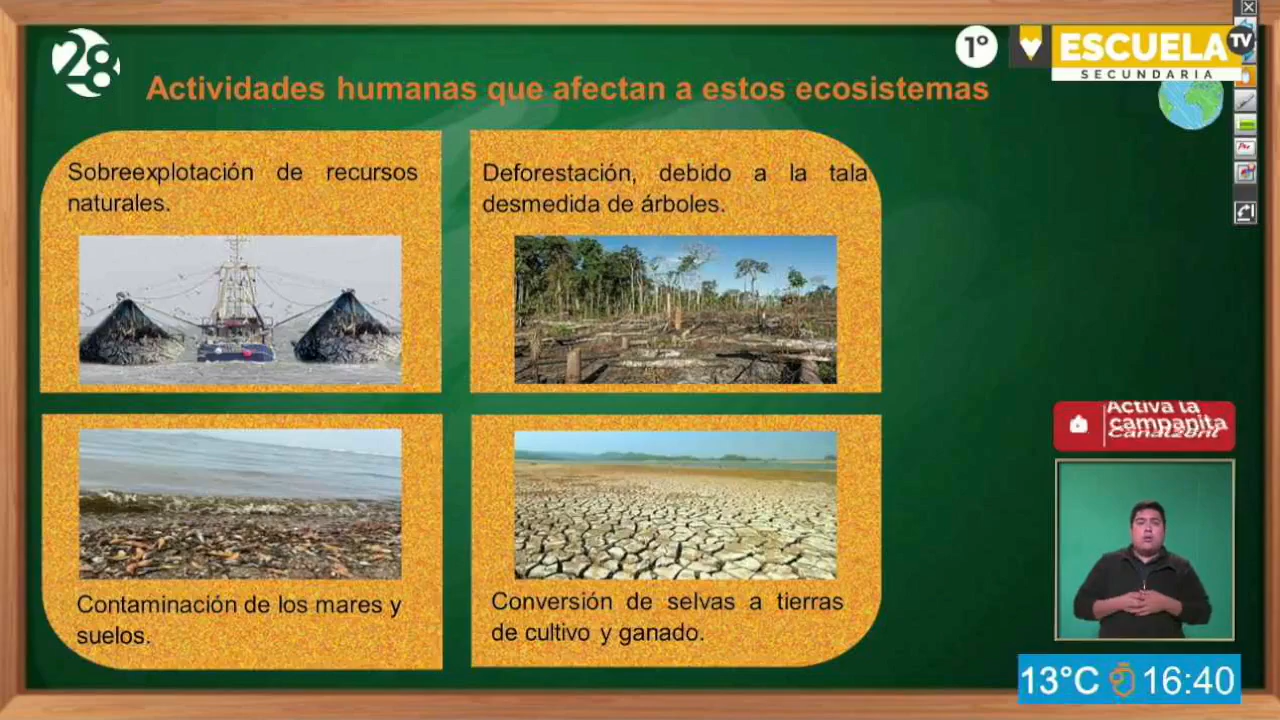 28
1º
ESCUELA
TV
SECUNDARIA
Actividades humanas que afectan a estos ecosistemas
Sobreexplotación de recursos
naturales.
Deforestación, debido a la tala
desmedida de árboles.
Contaminación de los mares y
suelos.
Conversión de selvas a tierras
de cultivo y ganado.
Activa la
campanita
13°C 16:40